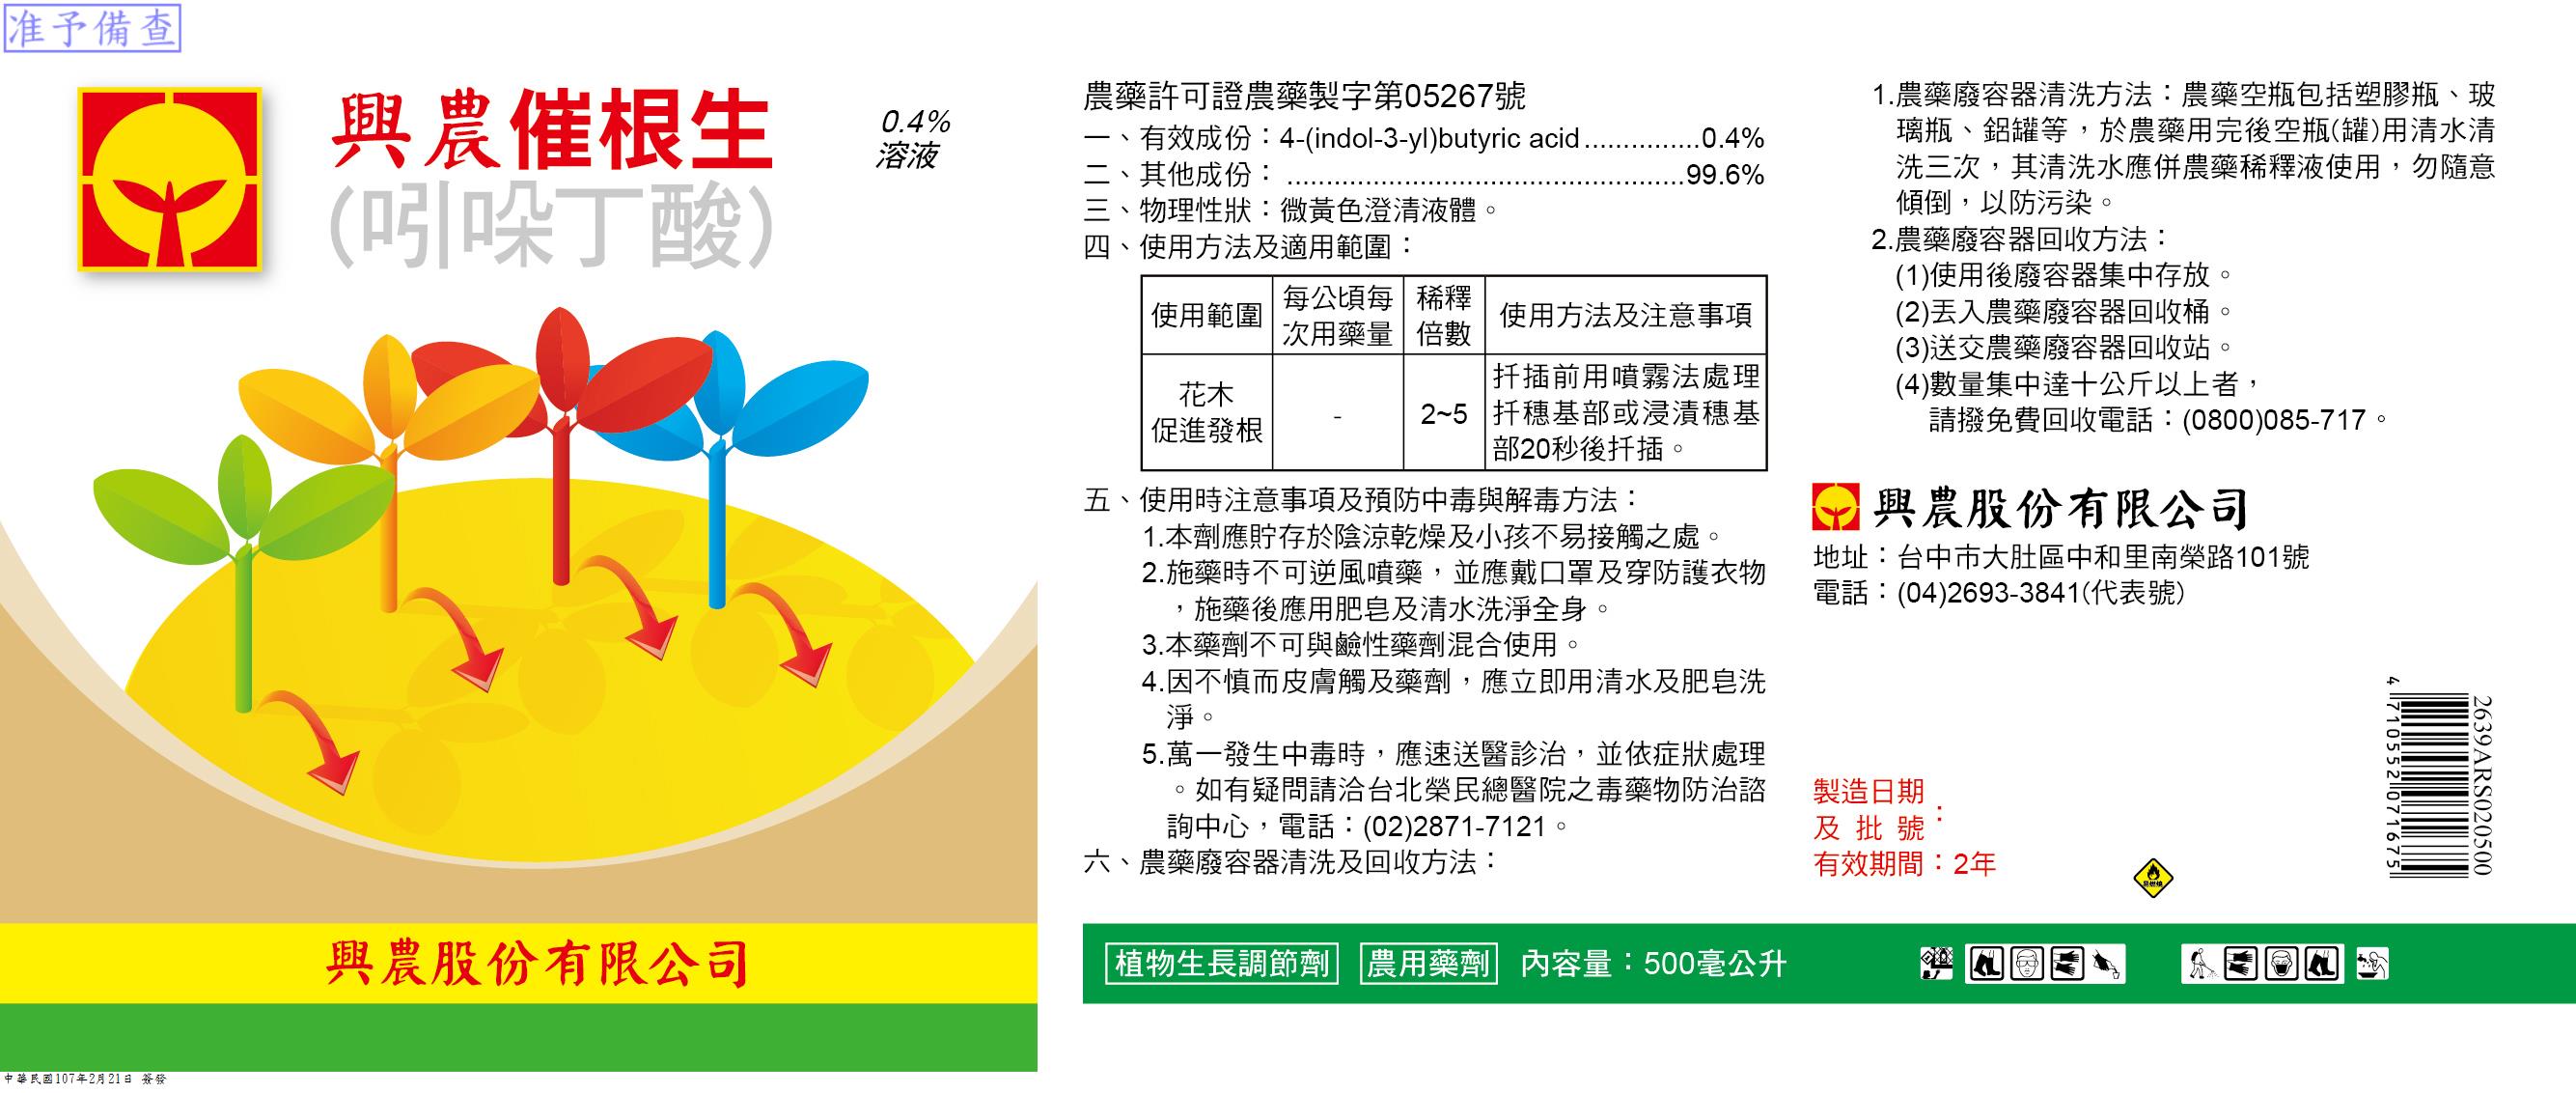 准予備查
興農催根生
(吲哚丁酸)
0.4%
溶液
興農股份有限公司
中華民國107年2月21日 簽發
農藥許可證農藥製字第05267號
一、有效成份：4-(indol-3-yl)butyric acid...............0.4%
二、其他成份：...................................................99.6%
三、物理性狀：微黃色澄清液體。
四、使用方法及適用範圍：
使用範圍 每公頃每次用藥量 稀釋倍數 使用方法及注意事項
花木
促進發根
-
2~5
扦插前用噴霧法處理
扦穗基部或浸漬穗基
部20秒後扦插。
五、使用時注意事項及預防中毒與解毒方法：
1.本劑應貯存於陰涼乾燥及小孩不易接觸之處。
2.施藥時不可逆風噴藥，並應戴口罩及穿防護衣物
，施藥後應用肥皂及清水洗淨全身。
3.本藥劑不可與鹼性藥劑混合使用。
4.因不慎而皮膚觸及藥劑，應立即用清水及肥皂洗
淨。
5.萬一發生中毒時，應速送醫診治，並依症狀處理
。如有疑問請洽台北榮民總醫院之毒藥物防治諮
詢中心，電話：(02)2871-7121。
六、農藥廢容器清洗及回收方法：
1.農藥廢容器清洗方法：農藥空瓶包括塑膠瓶、玻
璃瓶、鋁罐等，於農藥用完後空瓶(罐)用清水清
洗三次，其清洗水應併農藥稀釋液使用，勿隨意
傾倒，以防污染。
2.農藥廢容器回收方法：
(1)使用後廢容器集中存放。
(2)丟入農藥廢容器回收桶。
(3)送交農藥廢容器回收站。
(4)數量集中達十公斤以上者，
請撥免費回收電話：(0800)085-717。
興農股份有限公司
地址：台中市大肚區中和里南榮路101號
電話：(04)2693-3841(代表號)
製造日期
及批號：
有效期間：2年
易燃燒
4 710552 071675
2639ARS020500
植物生長調節劑 農用藥劑 內容量：500毫公升